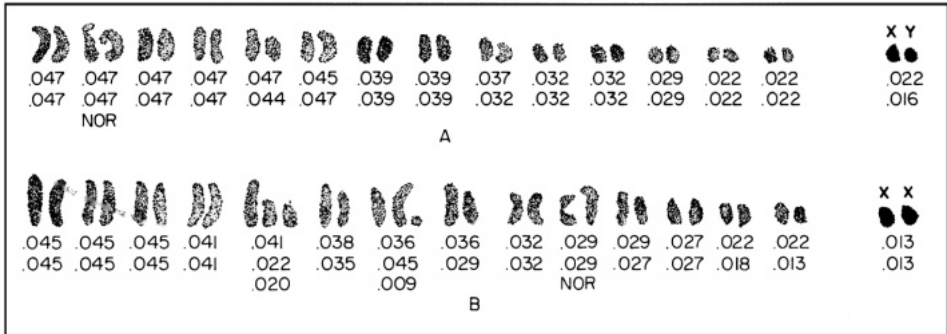 X Y
.047 .047 .047 .047 .047 .045 .039 .039 .037 .032 .032 .029 .022 .022 .022
.047 .047 .047 .047 .044 .047 .039 .039 .032 .032 .032 .029 .022 .022 .016
NOR
A
X X
.045 .045 .045 .041 .041 .038 .036 .036 .032 .029 .029 .027 .022 .022 .013
.045 .045 .045 .041 .022 .035 .045 .029 .032 .029 .027 .027 .018 .013 .013
.020 .009 NOR
B